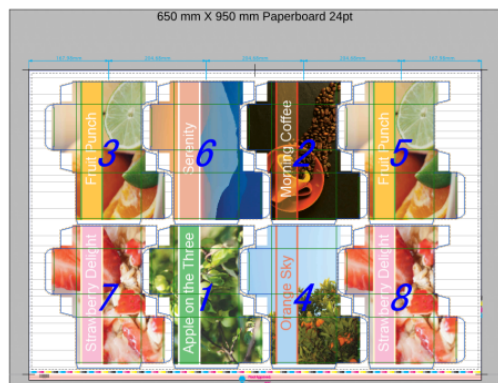 650 mm X 950 mm Paperboard 24pt
Fruit Punch
3
Serenity
6
Morning Coffee
2
Fruit Punch
5
Strawberry Delight
7
Apple on the Three
1
Orange Sky
4
Strawberry Delight
8